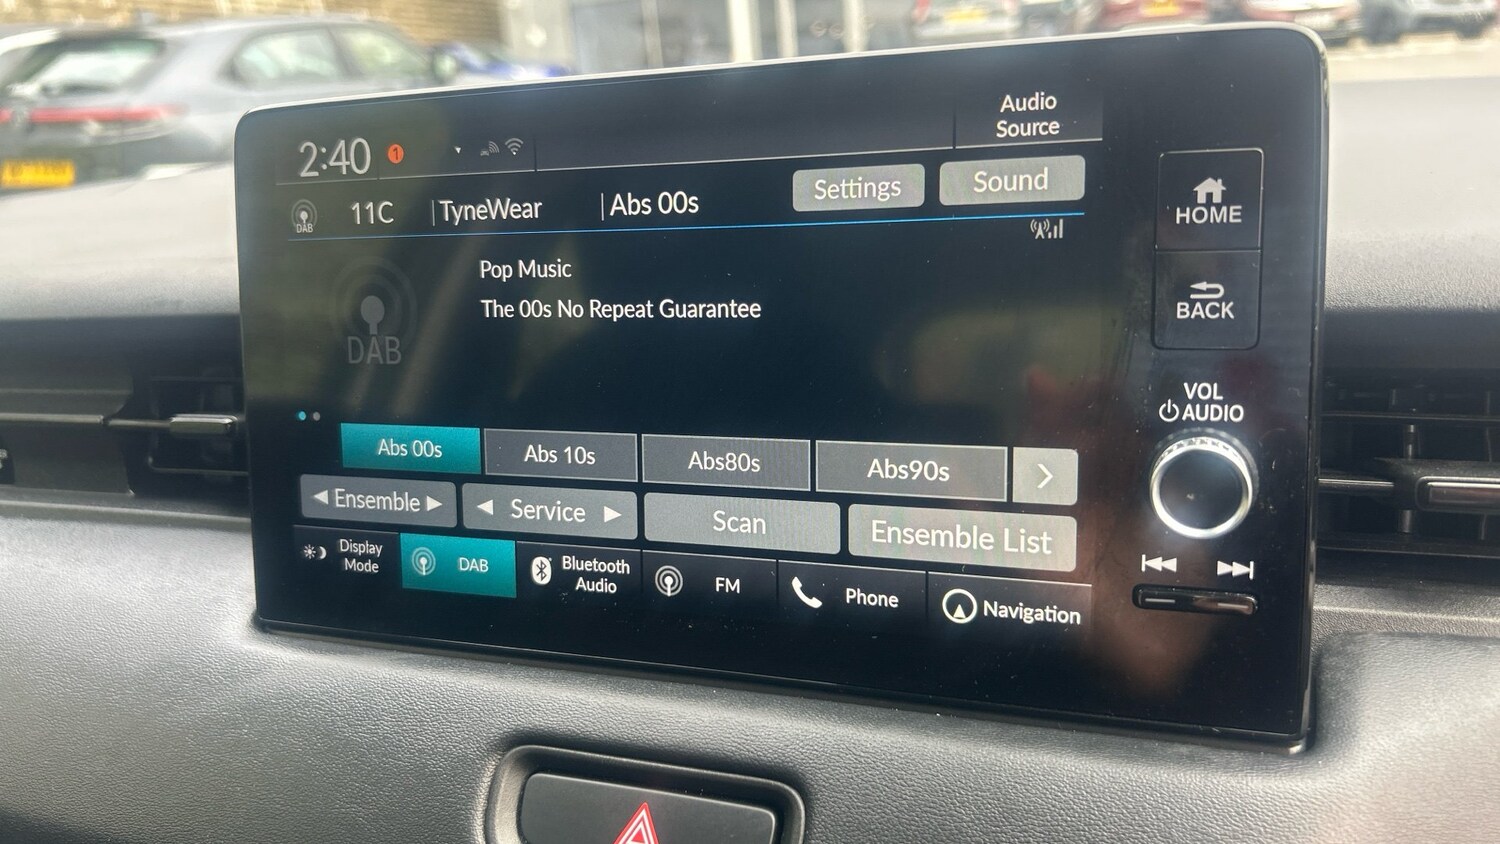 Audio
Source
2:40 1
DAB 11C TyneWear Abs 00s Settings Sound
Pop Music
The 00s No Repeat Guarantee
DAB
Abs 00s Abs 10s Abs80s Abs90s
Ensemble Service Scan Ensemble List
Display
Mode
DAB
Bluetooth
Audio
FM
Phone
Navigation
HOME
BACK
VOL
AUDIO